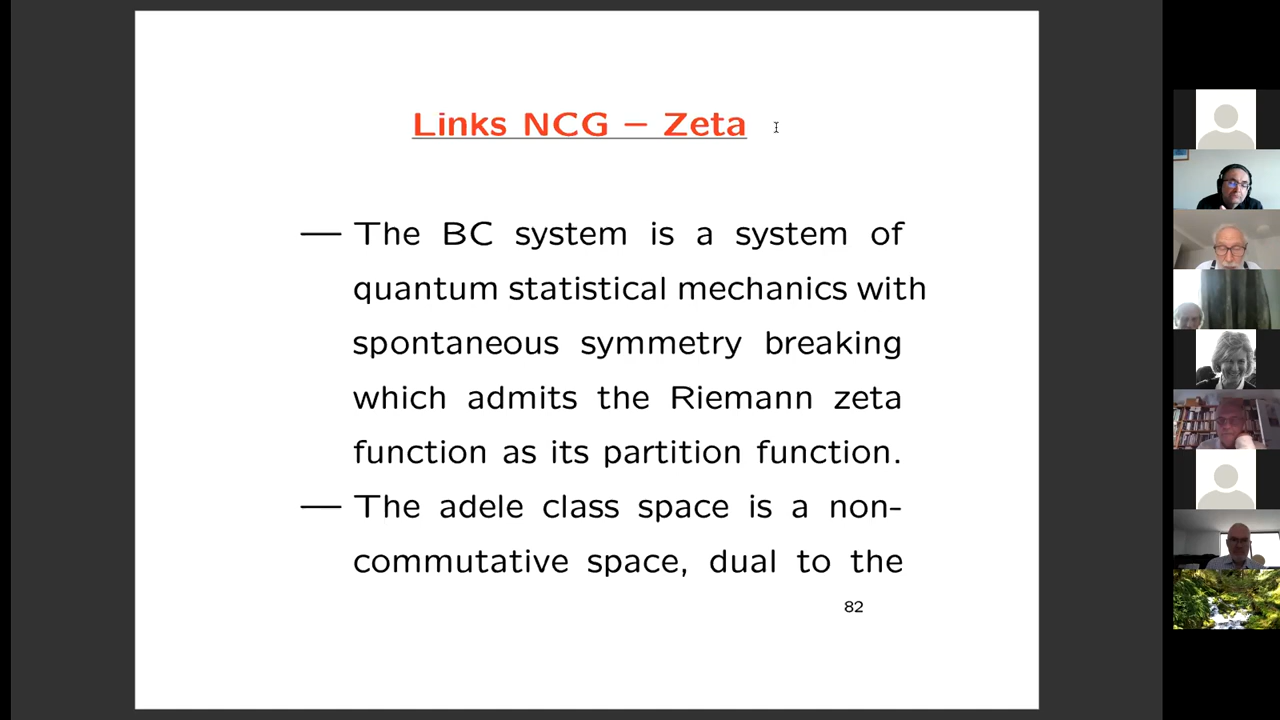 Links NCG – Zeta
— The BC system is a system of
quantum statistical mechanics with
spontaneous symmetry breaking
which admits the Riemann zeta
function as its partition function.
— The adele class space is a non-
commutative space, dual to the
82